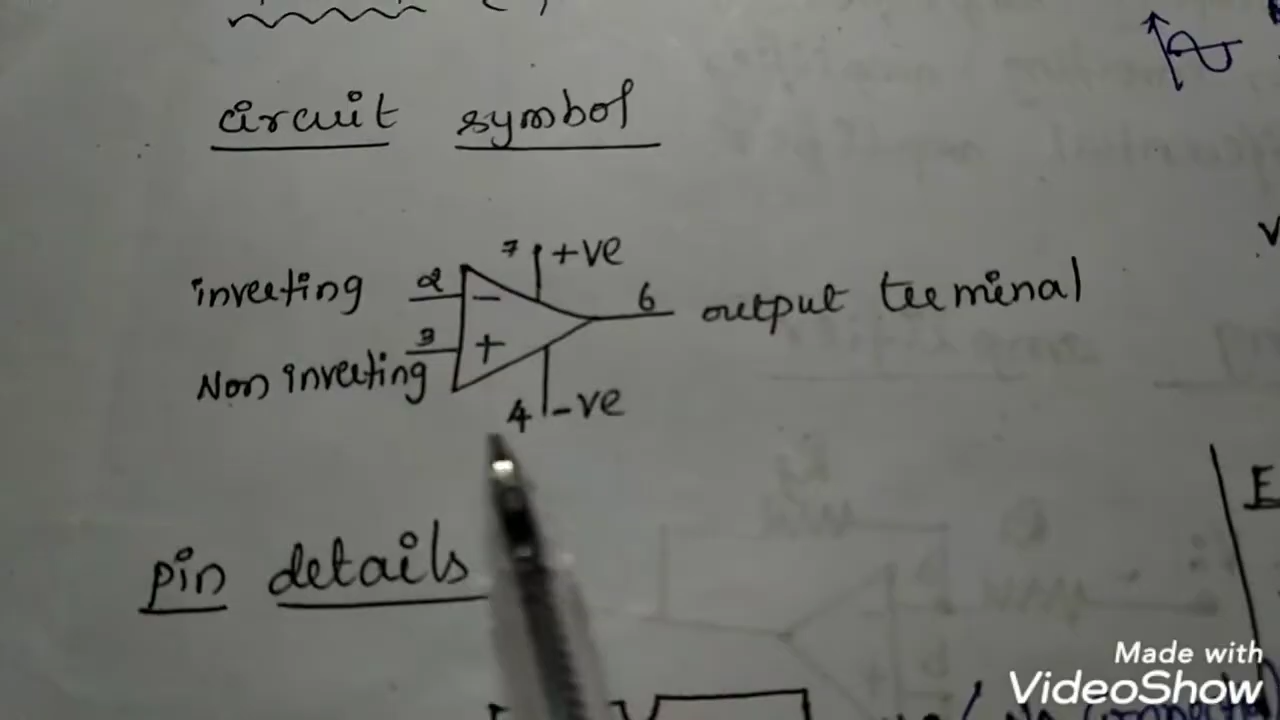 circuit symbol
7 +ve
inverting 2 -
6 output terminal
3 +
Non inverting
4 -ve
pin details
E
Made with
VideoShow